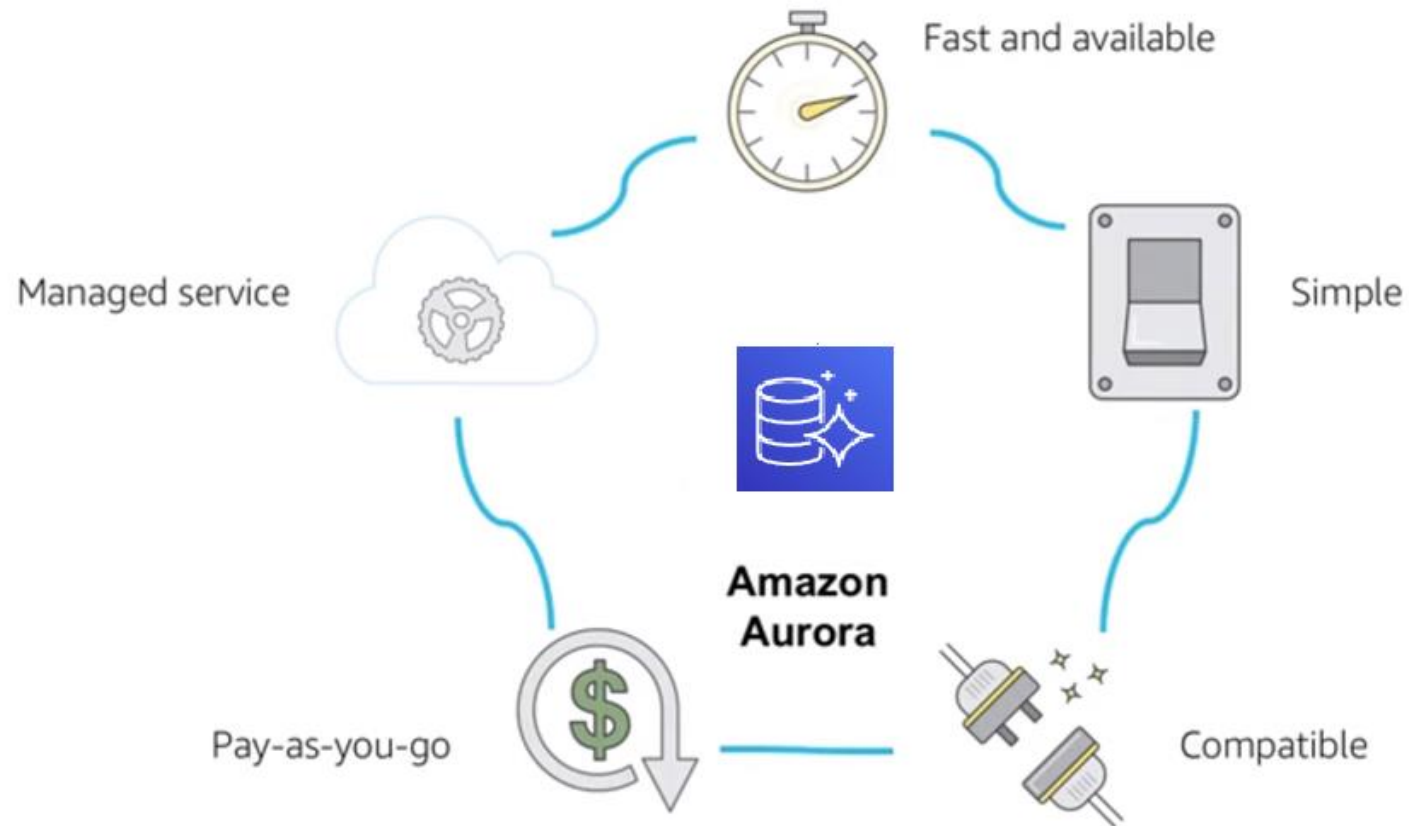 Fast and available
Managed service
Simple
Amazon
Aurora
Pay-as-you-go
Compatible